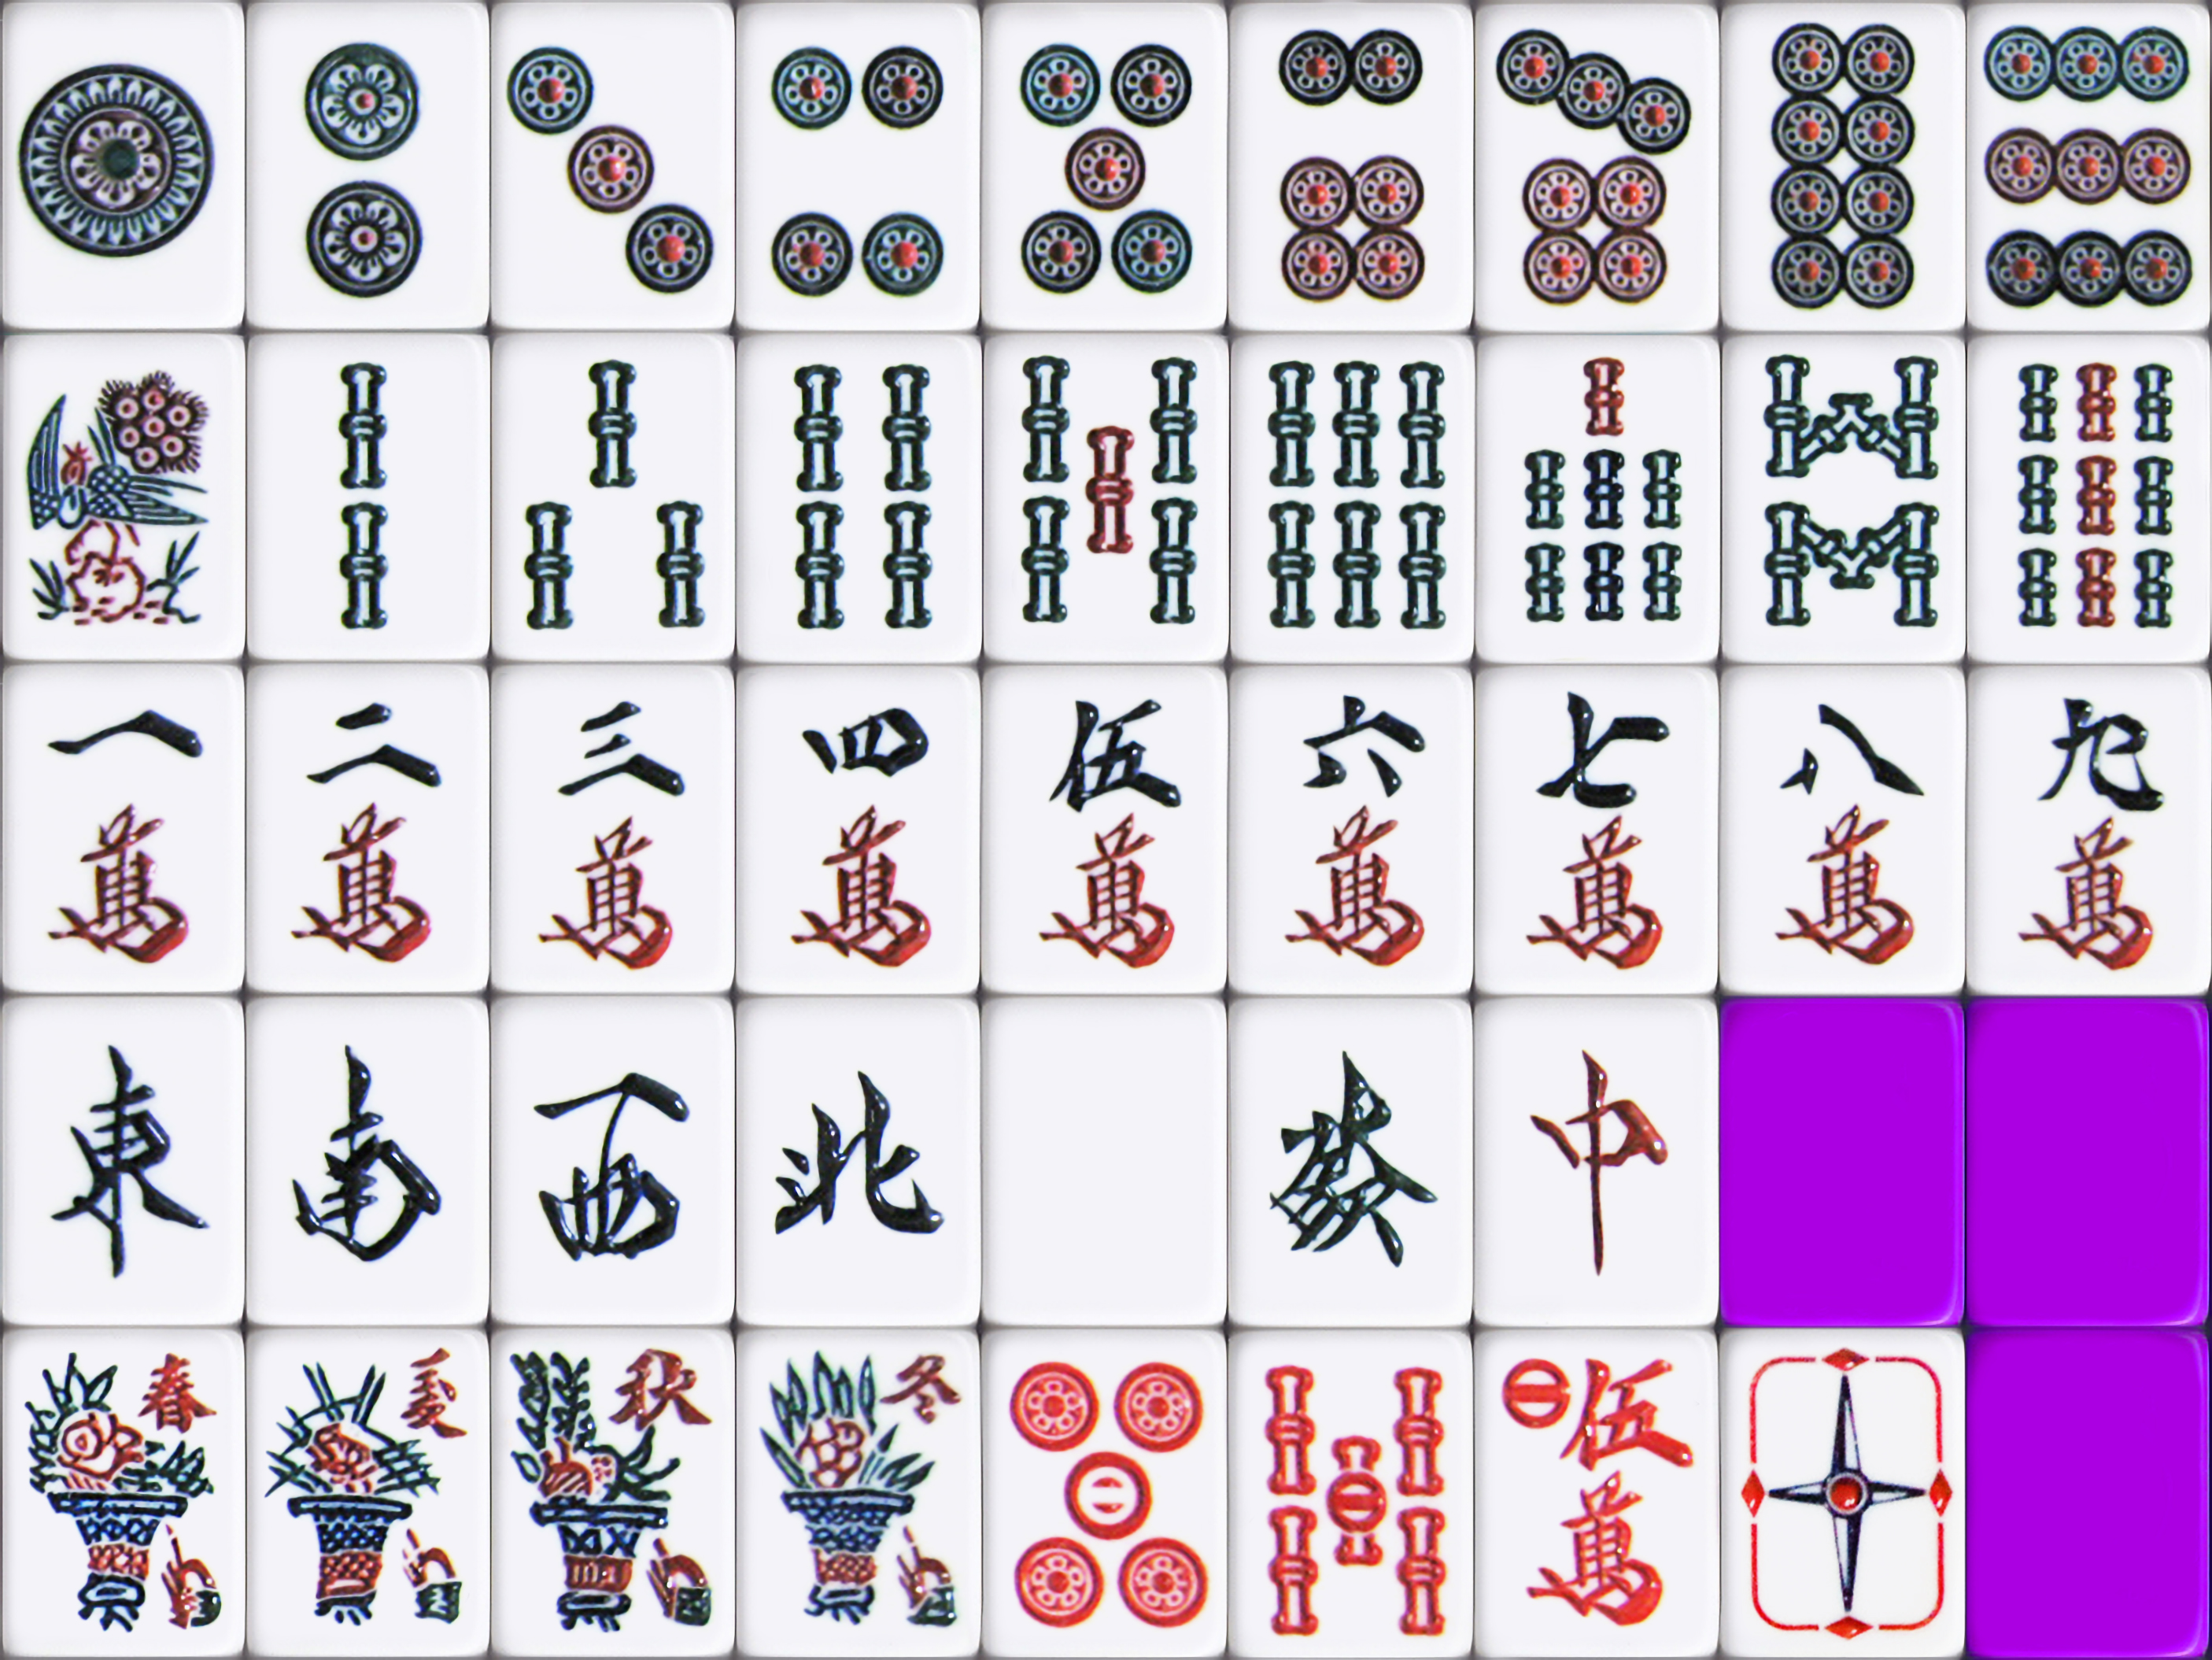 一萬 二萬 三萬 四萬 伍萬 六萬 七萬 八萬 九萬
東 南 西 北 發 中
春 夏 秋 冬 伍萬